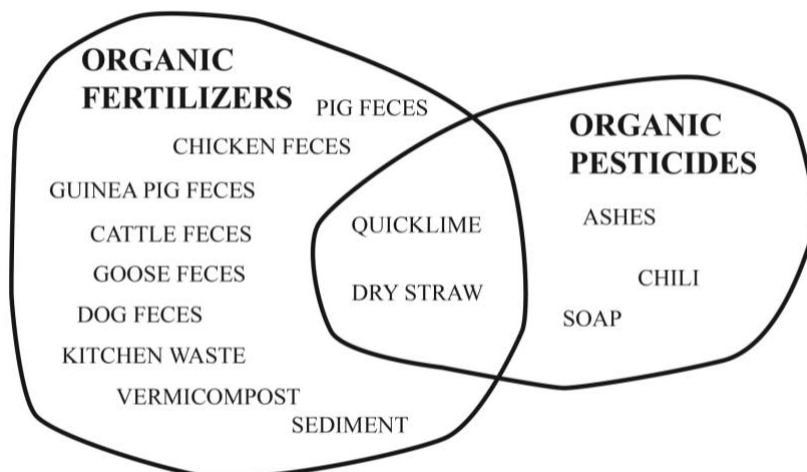 ORGANIC
FERTILIZERS
PIG FECES
CHICKEN FECES
GUINEA PIG FECES
CATTLE FECES
GOOSE FECES
DOG FECES
KITCHEN WASTE
VERMICOMPOST
SEDIMENT
QUICKLIME
DRY STRAW
ORGANIC
PESTICIDES
ASHES
CHILI
SOAP